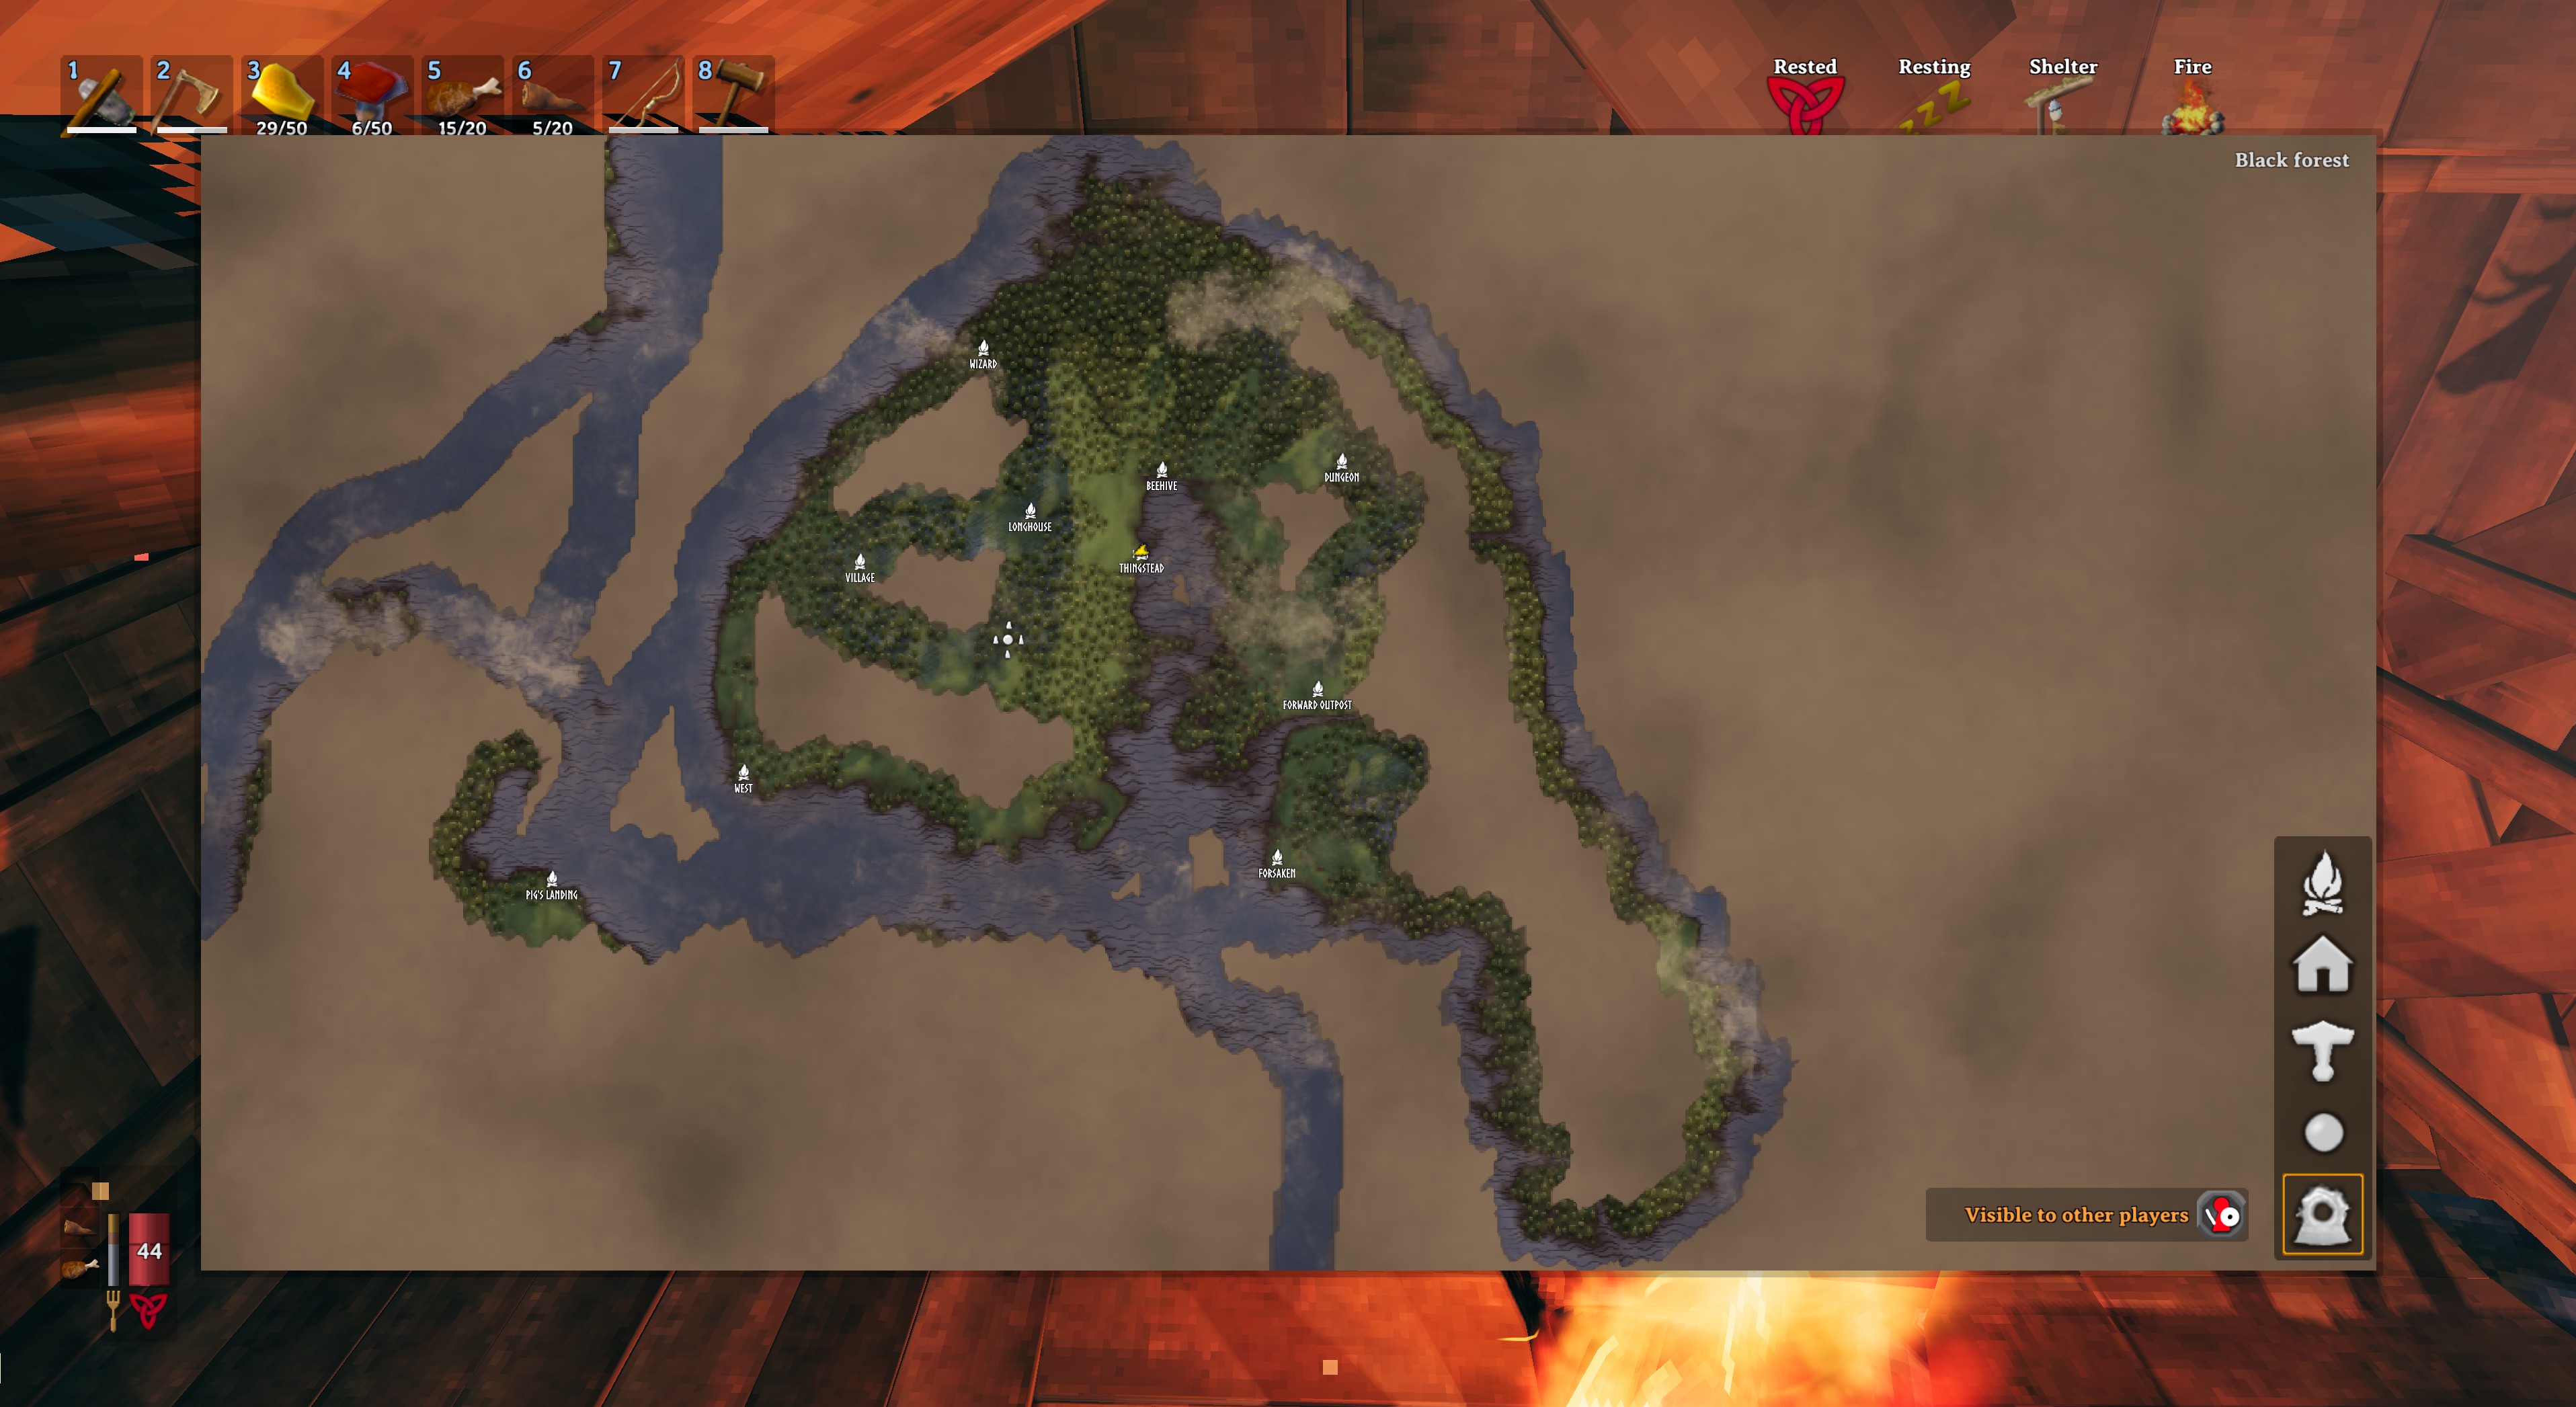 1 2 3 4 5 6 7 8
29/50 6/50 15/20 5/20
Rested Resting Shelter Fire
Black forest
WIZARD
BEEHIVE
DUNGEON
LONGHOUSE
THINGSTEAD
VILLAGE
FORWARD OUTPOST
WEST
FORSAKEN
PIG'S LANDING
Visible to other players
44